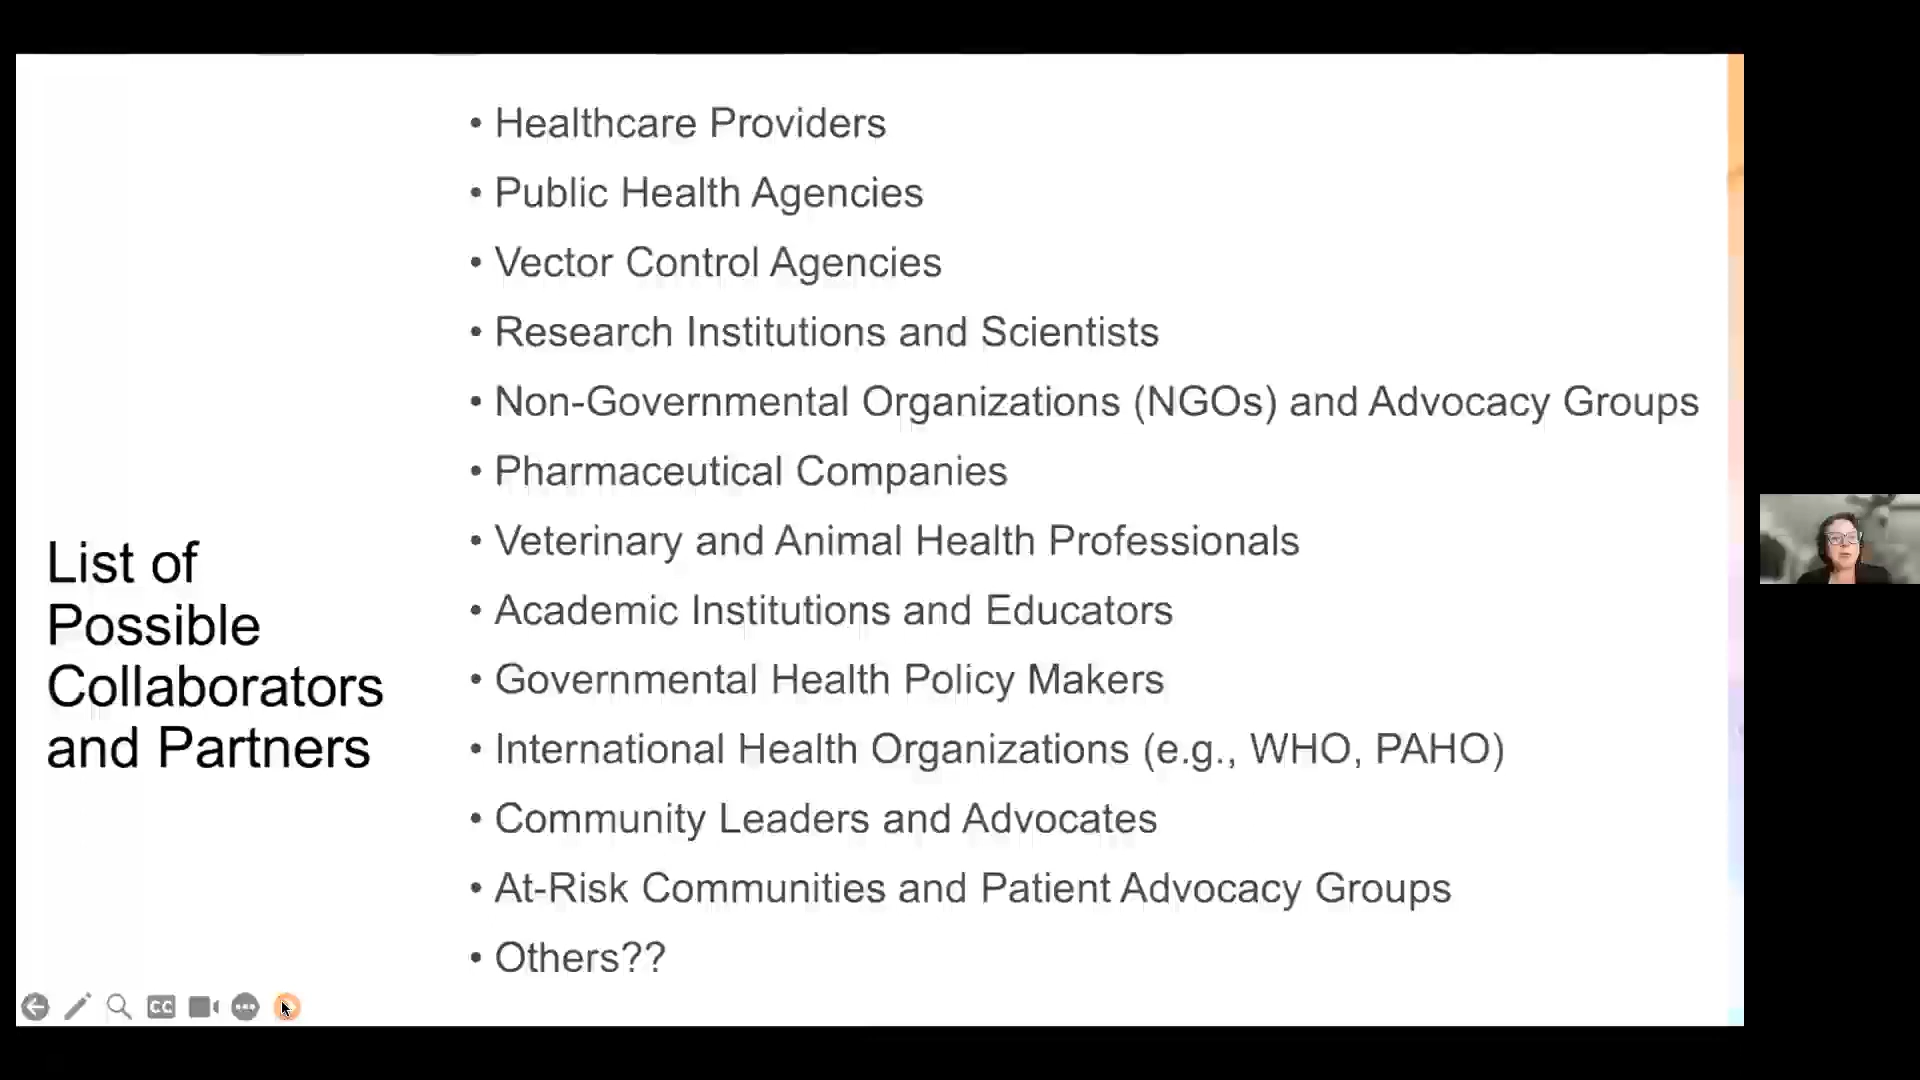 List of
Possible
Collaborators
and Partners
• Healthcare Providers
• Public Health Agencies
• Vector Control Agencies
• Research Institutions and Scientists
• Non-Governmental Organizations (NGOs) and Advocacy Groups
• Pharmaceutical Companies
• Veterinary and Animal Health Professionals
• Academic Institutions and Educators
• Governmental Health Policy Makers
• International Health Organizations (e.g., WHO, PAHO)
• Community Leaders and Advocates
• At-Risk Communities and Patient Advocacy Groups
• Others??
CC